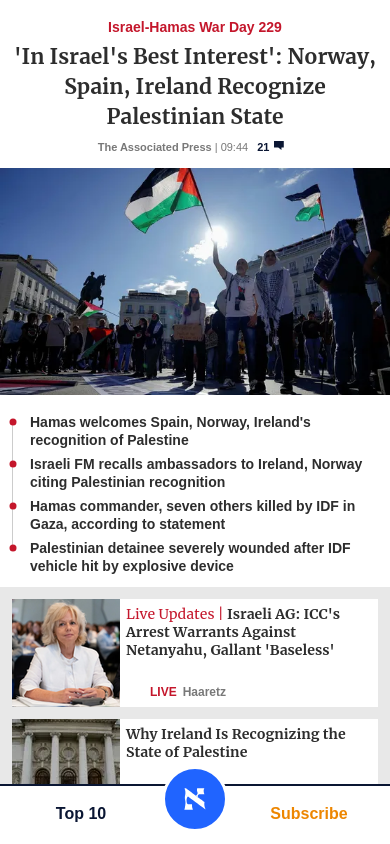 Israel-Hamas War Day 229
'In Israel's Best Interest': Norway,
Spain, Ireland Recognize
Palestinian State
The Associated Press | 09:44 21
Hamas welcomes Spain, Norway, Ireland's
recognition of Palestine
Israeli FM recalls ambassadors to Ireland, Norway
citing Palestinian recognition
Hamas commander, seven others killed by IDF in
Gaza, according to statement
Palestinian detainee severely wounded after IDF
vehicle hit by explosive device
Live Updates | Israeli AG: ICC's
Arrest Warrants Against
Netanyahu, Gallant 'Baseless'
LIVE Haaretz
Why Ireland Is Recognizing the
State of Palestine
Top 10
א
Subscribe